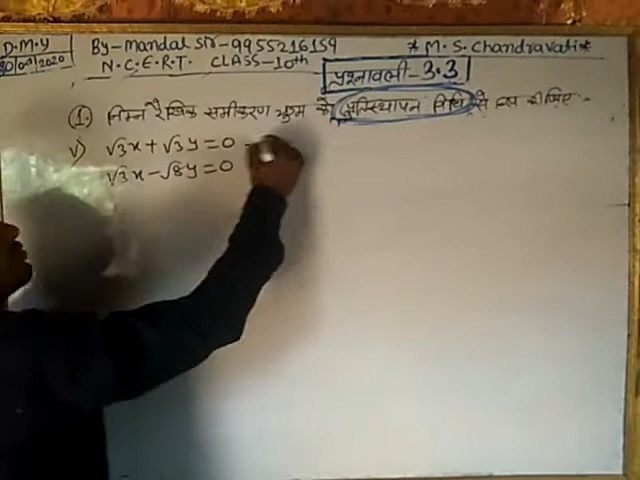 D.M.Y By-Mandal Sir-9955216159 * M.S. Chandravati*
30/09/2020 N.C.E.R.T. CLASS-10th
प्रश्नावली-3.3
(1.) निम्न रैखिक समीकरण युग्म को प्रतिस्थापन विधि से हल कीजिए-
v) √3x+√3y=0 -
√3x-√8y=0